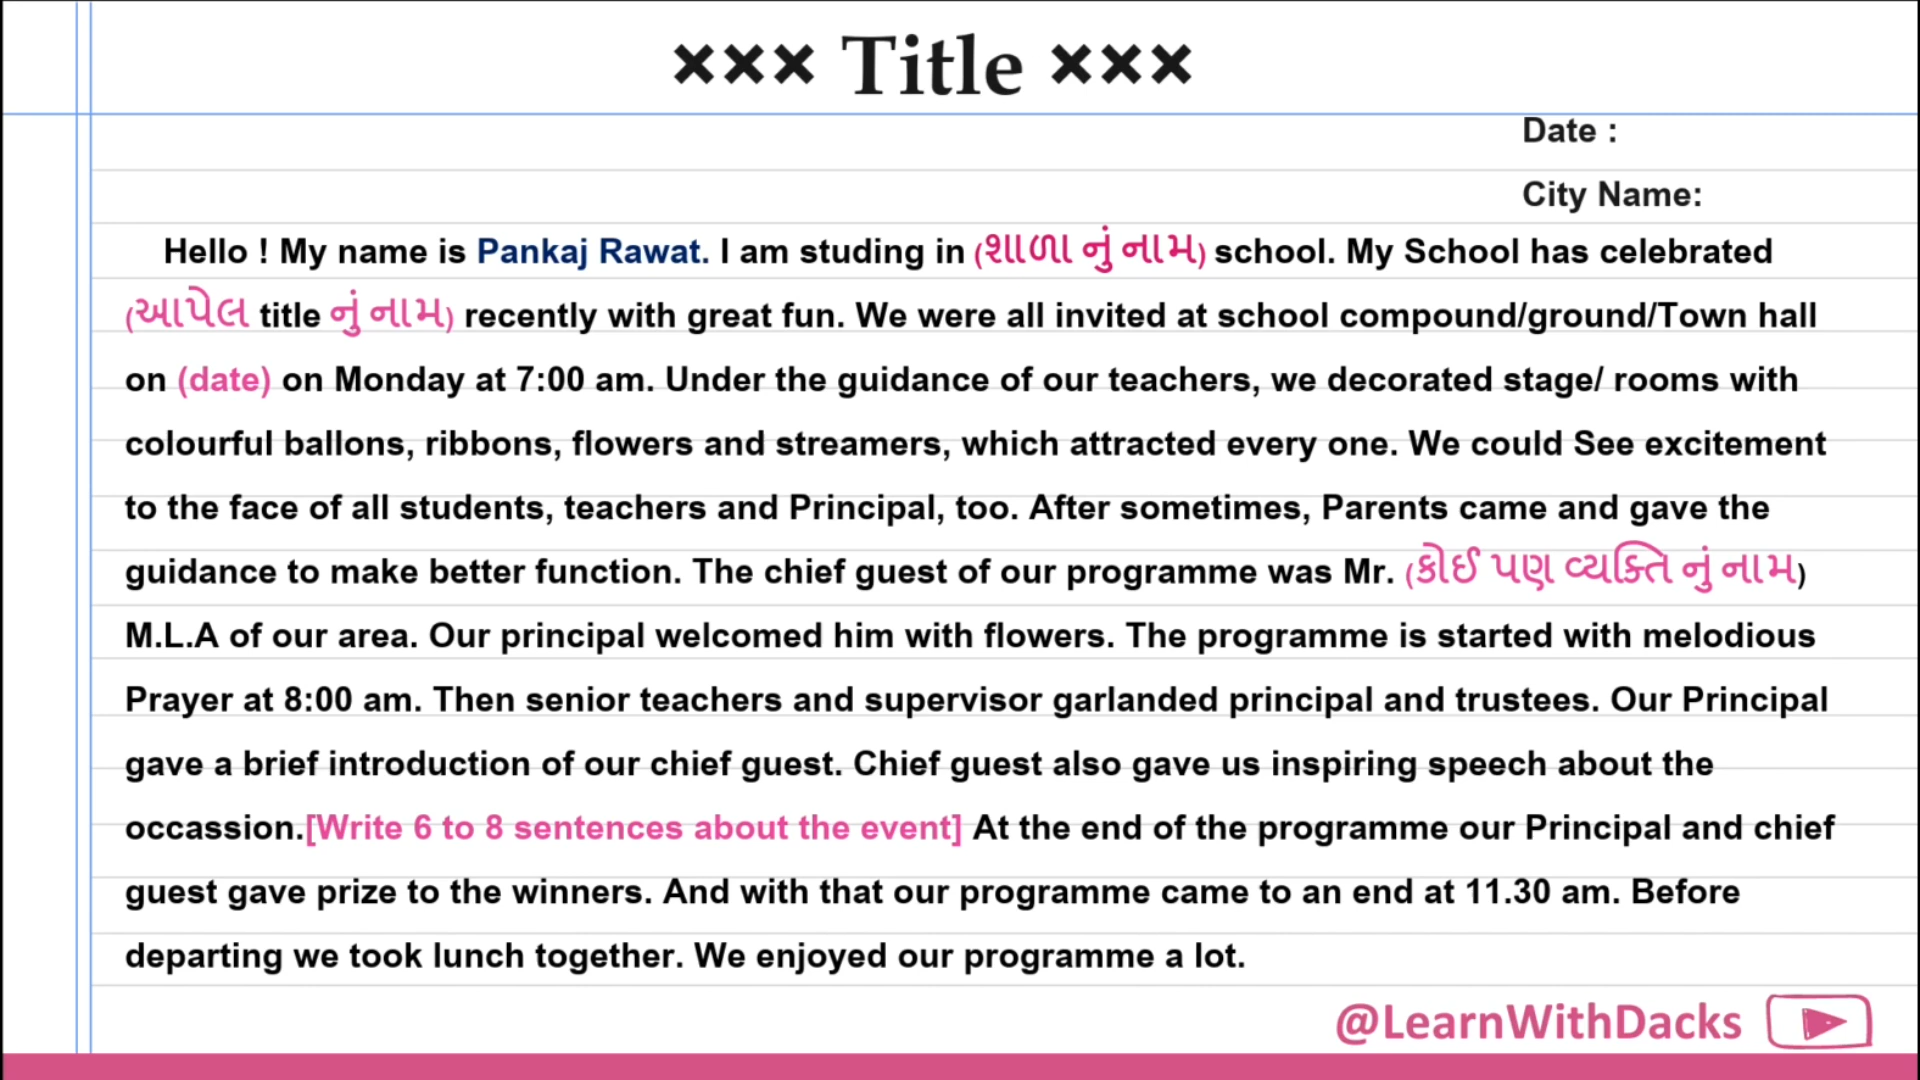 ××× Title ×××
Date :
City Name:
Hello ! My name is Pankaj Rawat. I am studing in (શાળા નું નામ) school. My School has celebrated
(આપેલ title નું નામ) recently with great fun. We were all invited at school compound/ground/Town hall
on (date) on Monday at 7:00 am. Under the guidance of our teachers, we decorated stage/ rooms with
colourful ballons, ribbons, flowers and streamers, which attracted every one. We could See excitement
to the face of all students, teachers and Principal, too. After sometimes, Parents came and gave the
guidance to make better function. The chief guest of our programme was Mr. (કોઈ પણ વ્યક્તિ નું નામ)
M.L.A of our area. Our principal welcomed him with flowers. The programme is started with melodious
Prayer at 8:00 am. Then senior teachers and supervisor garlanded principal and trustees. Our Principal
gave a brief introduction of our chief guest. Chief guest also gave us inspiring speech about the
occassion.[Write 6 to 8 sentences about the event] At the end of the programme our Principal and chief
guest gave prize to the winners. And with that our programme came to an end at 11.30 am. Before
departing we took lunch together. We enjoyed our programme a lot.
@LearnWithDacks